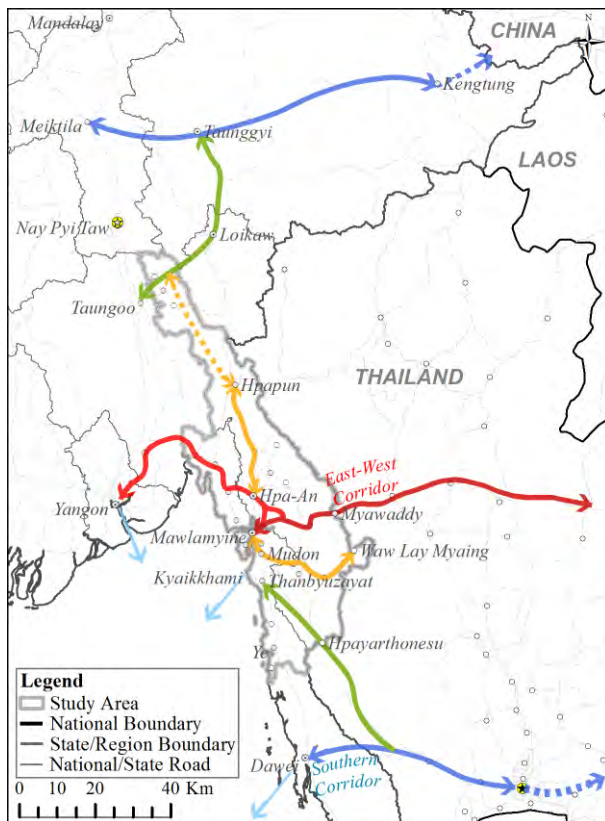 Mandalay
CHINA
N
Kengtung
Meiktila
Taunggyi
LAOS
Nay Pyi Taw
Loikaw
Taungoo
THAILAND
Hpapun
East-West
Corridor
Hpa-An
Yangon
Myawaddy
Mawlamyine
Mudon
Waw Lay Myaing
Kyaikkhami
Thanbyuzayat
Hpayarthonesu
Ye
Legend
Study Area
National Boundary
State/Region Boundary
National/State Road
0 20 40 Km
Dawei
Southern
Corridor